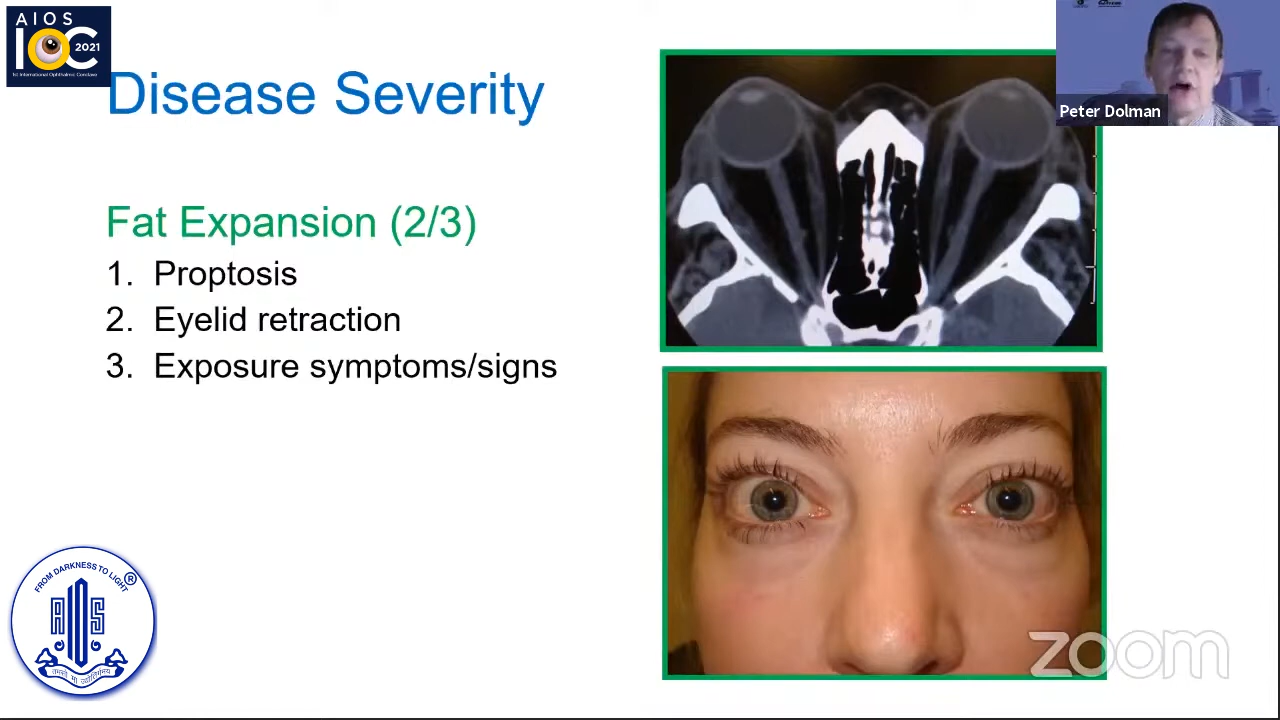 AIOS
IOC 2021
1st International Ophthalmic Conclave
Peter Dolman
Disease Severity
Fat Expansion (2/3)
1. Proptosis
2. Eyelid retraction
3. Exposure symptoms/signs
FROM DARKNESS TO LIGHT ®
AIOS
zoom